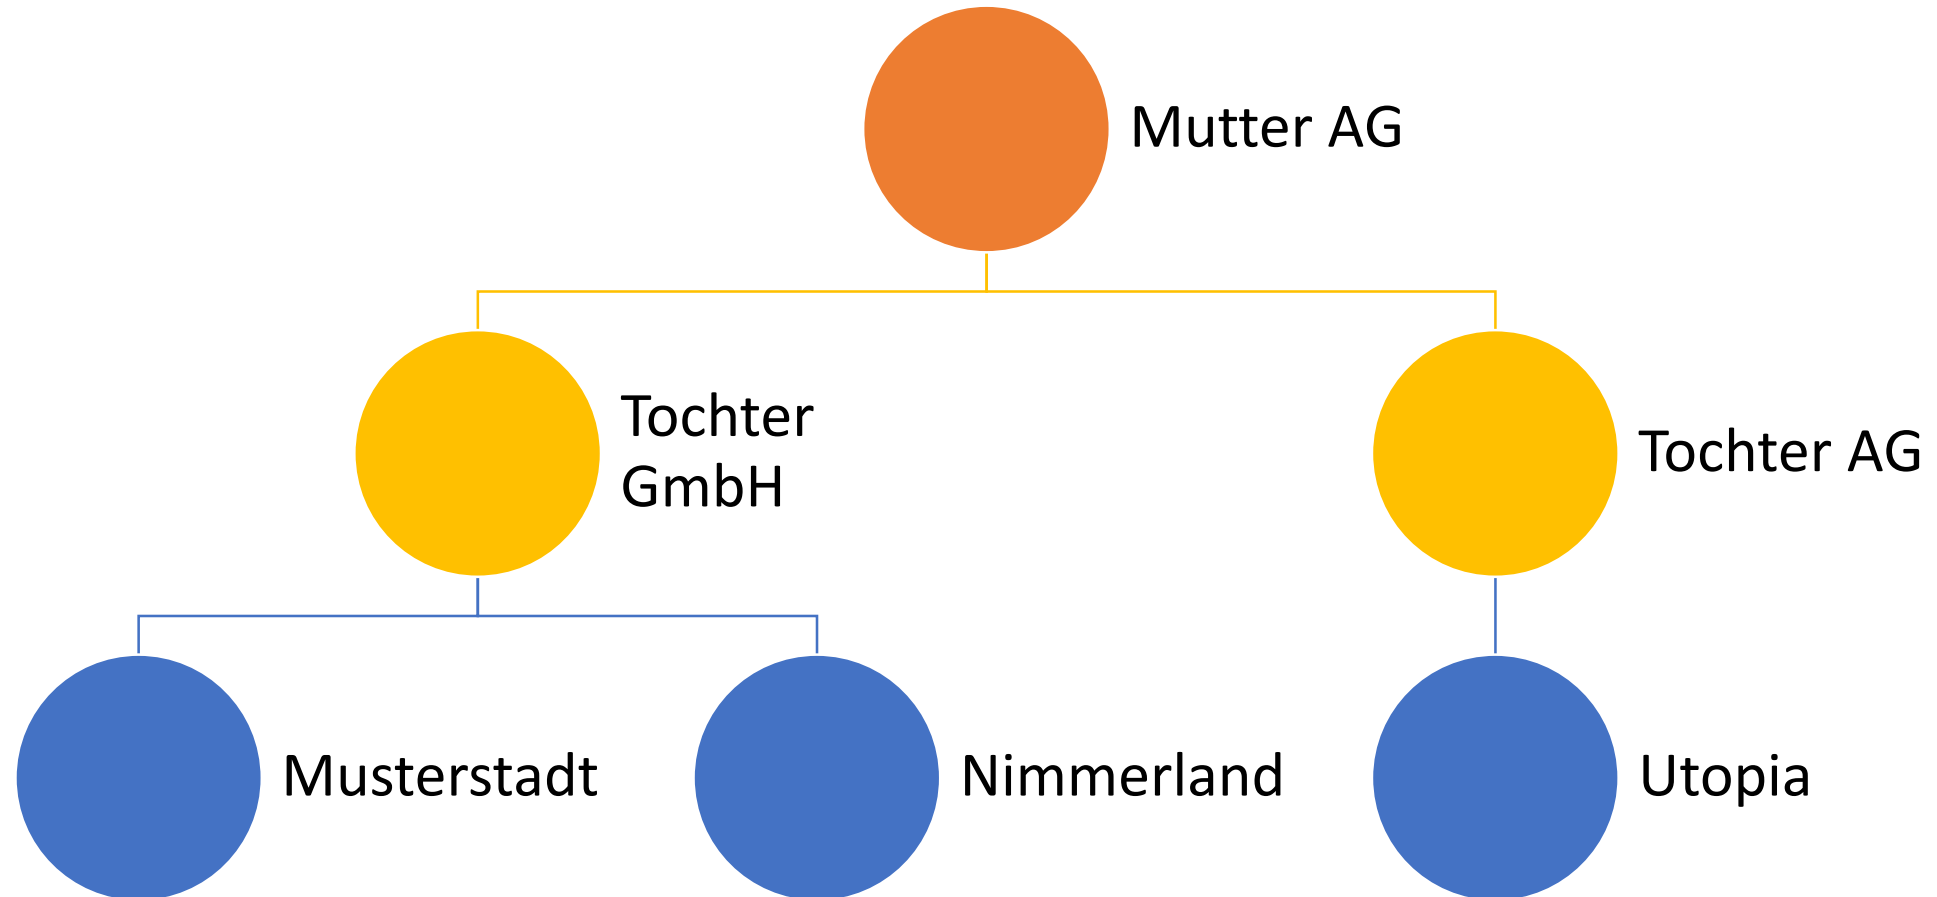 Mutter AG
Tochter
GmbH
Tochter AG
Musterstadt
Nimmerland
Utopia